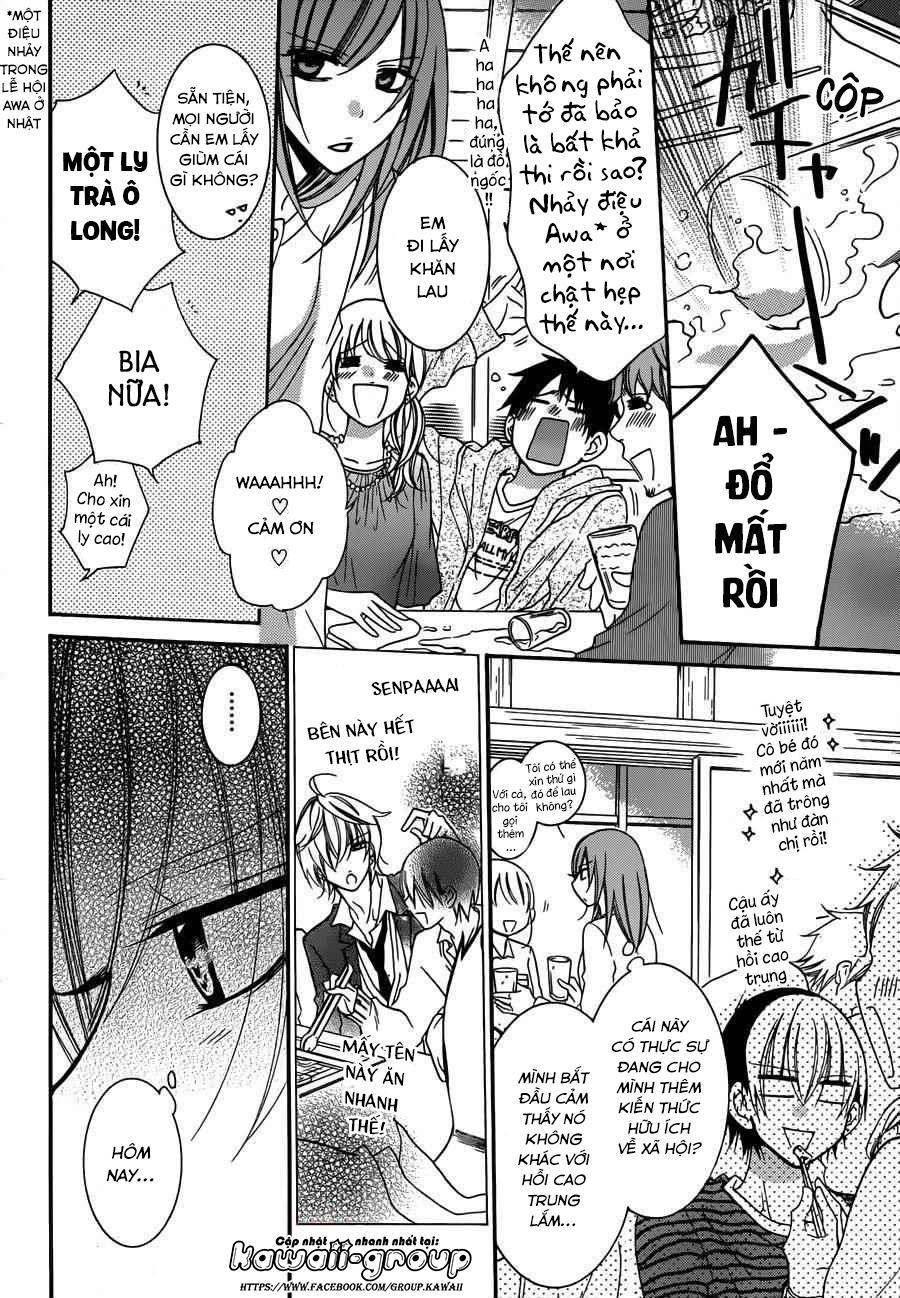 CỘP
AH -
ĐỔ
MẤT
RỒI
Thế nên
không phải
tớ đã bảo
là bất khả
thi rồi sao?
Nhảy điệu
Awa* ở
một nơi
chật hẹp
thế này...
A
ha
ha
ha
ha,
đúng
là đồ
ngốc
!!
EM
ĐI LẤY
KHĂN
LAU
WAAAHHH!
♡
CẢM ƠN
♡
SẴN TIỆN,
MỌI NGƯỜI
CẦN EM LẤY
GIÙM CÁI
GÌ KHÔNG?
MỘT LY
TRÀ Ô
LONG!
BIA
NỮA!
Ah!
Cho xin
một cái
ly cao!
*MỘT
ĐIỆU
NHẢY
TRONG
LỄ HỘI
AWA Ở
NHẬT
Tuyệt
vờiiiiii!
Cô bé đó
mới năm
nhất mà
đã trông
như đàn
chị rồi!
Cậu ấy
đã luôn
thế từ
hồi cao
trung
Tôi có thể
xin thứ gì
đó để lau
không?
Với cả,
cho tôi
gọi
thêm
...
CÁI NÀY
CÓ THỰC SỰ
ĐANG CHO
MÌNH THÊM
KIẾN THỨC
HỮU ÍCH
VỀ XÃ HỘI?
MÌNH BẮT
ĐẦU CẢM
THẤY NÓ
KHÔNG
KHÁC VỚI
HỒI CAO
TRUNG
LẮM...
SENPAAAAI
BÊN NÀY HẾT
THỊT RỒI!
MẤY TÊN
NÀY ĂN
NHANH
THẾ!
........
HÔM
NAY...
Cập nhật nhanh nhất tại:
kawaii-group
HTTPS://WWW.FACEBOOK.COM/GROUP.KAWAII